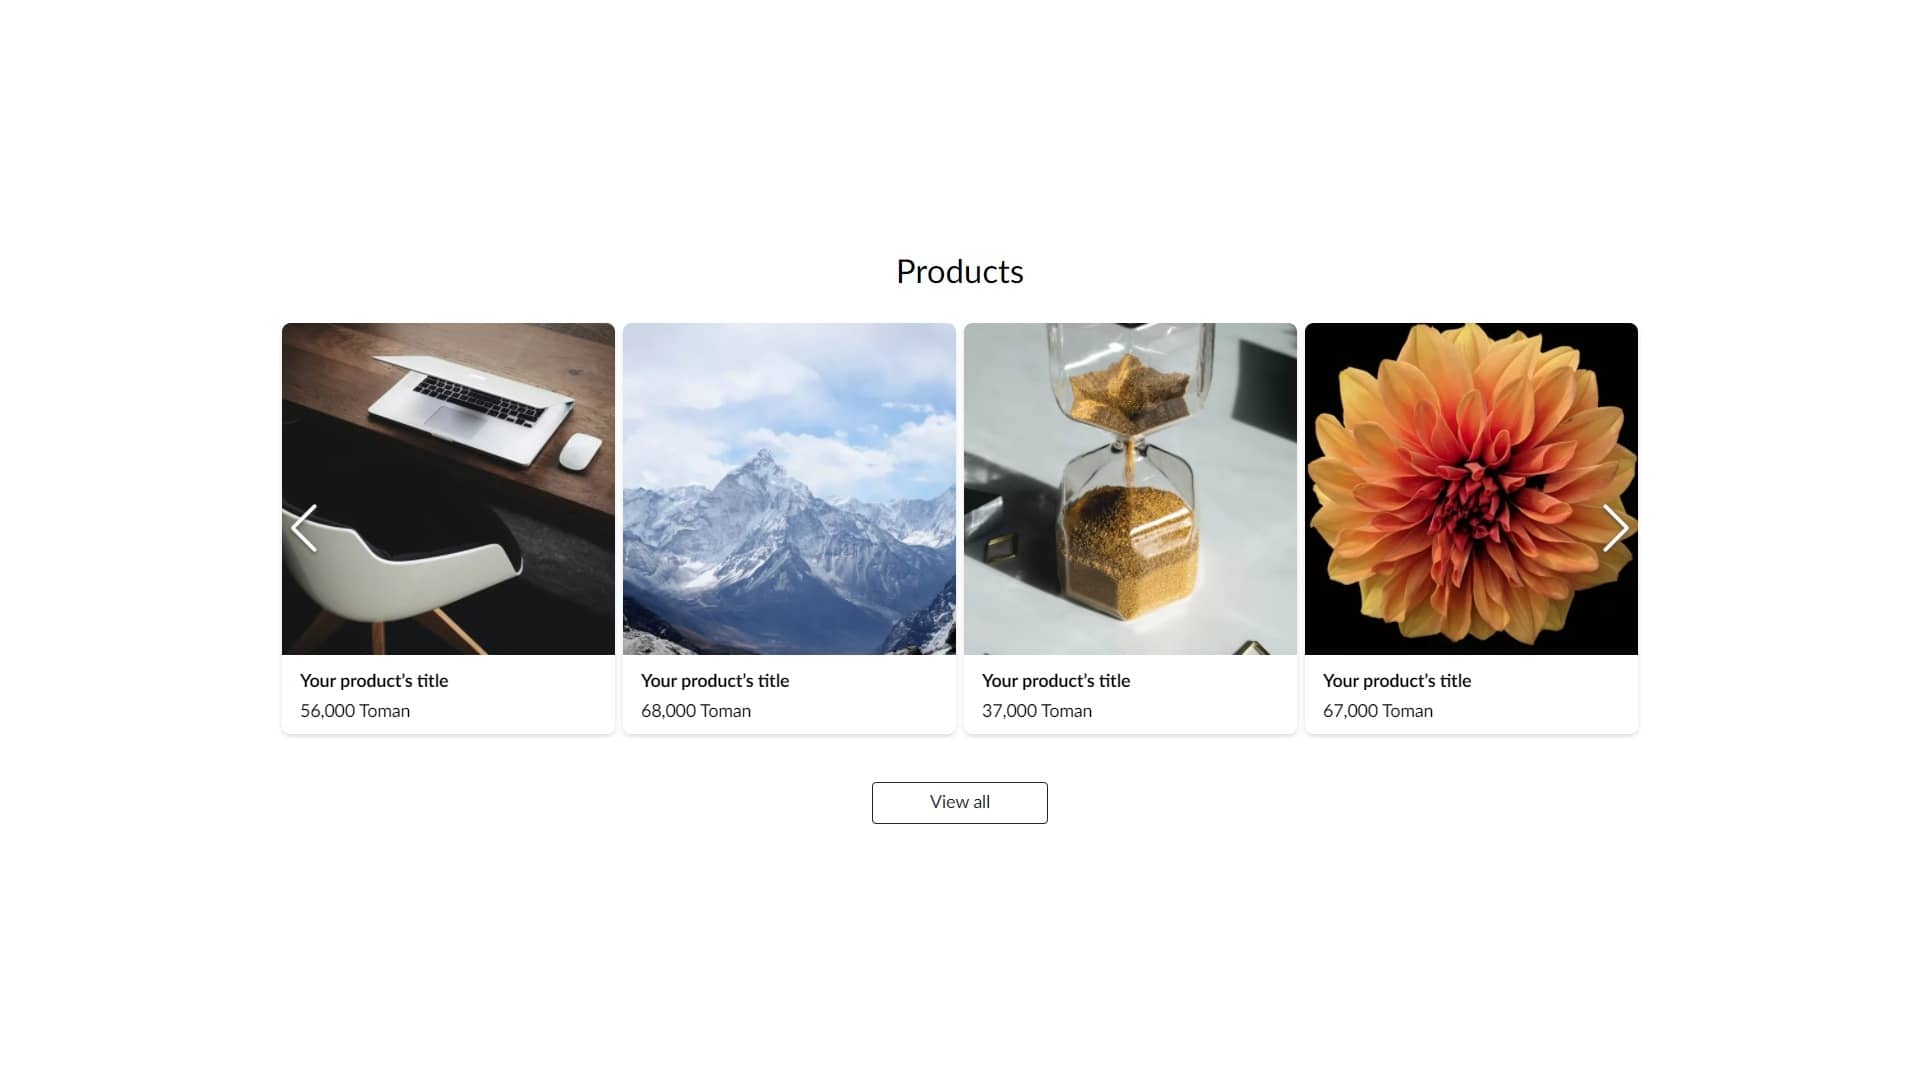 Products
Your product’s title
56,000 Toman
Your product’s title
68,000 Toman
Your product’s title
37,000 Toman
Your product’s title
67,000 Toman
View all